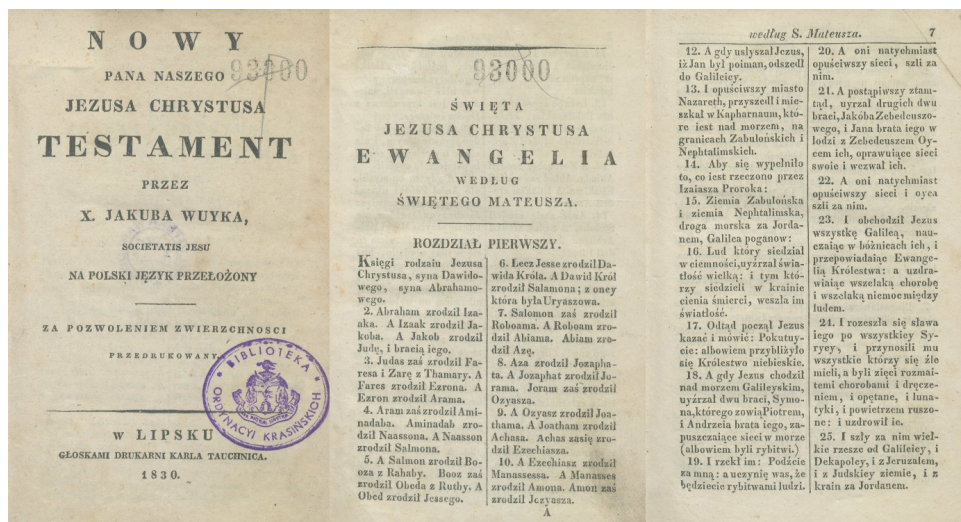 NOWY
PANA NASZEGO
93000
JEZUSA CHRYSTUSA
TESTAMENT
PRZEZ
X. JAKUBA WUYKA,
SOCIETATIS JESU
NA POLSKI JĘZYK PRZEŁOŻONY
ZA POZWOLENIEM ZWIERZCHNOSCI
PRZEDRUKOWANY
BIBLIOTEKA
ORDYNACYI KRASIŃSKICH
W LIPSKU
GŁOSKAMI DRUKARNI KARLA TAUCHNICA.
1830.
93000
ŚWIĘTA
JEZUSA CHRYSTUSA
EWANGELIA
WEDŁUG
ŚWIĘTEGO MATEUSZA.
ROZDZIAŁ PIERWSZY.
Księgi rodzaiu Jezusa
Chrystusa, syna Dawido-
wego, syna Abrahamo-
wego.
2. Abraham zrodził Iza-
aka. A Izaak zrodził Ja-
koba. A Jakob zrodził
Judę, i bracią iego.
3. Judas zaś zrodził Fa-
resa i Zarę z Thamary. A
Fares zrodził Ezrona. A
Ezron zrodził Arama.
4. Aram zaś zrodził Ami-
nadaba. Aminadab zro-
dził Naassona. A Naasson
zrodził Salmona.
5. A Salmon zrodził Bo-
oza z Rahaby. Booz zaś
zrodził Obeda z Ruthy. A
Obed zrodził Jessego.
6. Lecz Jesse zrodził Da-
wida Króla. A Dawid Król
zrodził Salamona; z oney
która była Uryaszowa.
7. Salomon zaś zrodził
Roboama. A Roboam zro-
dził Abiama. Abiam zro-
dził Azę.
8. Aza zrodził Jozapha-
ta. A Jozaphat zrodził Jo-
rama. Joram zaś zrodził
Ozyasza.
9. A Ozyasz zrodził Joa-
thama. A Joatham zrodził
Achasa. Achas zasię zro-
dził Ezechiasza.
10. A Ezechiasz zrodził
Manassessa. A Manasses
zrodził Amona. Amon zaś
zrodził Jozyasza.
A
według S. Mateusza. 7
12. A gdy usłyszał Jezus,
iż Jan był poiman, odszedł
do Galileiey.
13. I opuściwszy miasto
Nazareth, przyszedł i mie-
szkał w Kapharnaum, któ-
re iest nad morzem, na
granicach Zabulońskich i
Nephtalimskich.
14. Aby się wypełniło
to, co iest rzeczono przez
Izaiasza Proroka:
15. Ziemia Zabulońska
i ziemia Nephtalimska,
droga morska za Jorda-
nem, Galilea poganow:
16. Lud który siedział
w ciemności, uyźrzał świa-
tłość wielką: i tym któ-
rzy siedzieli w krainie
cienia śmierci, weszła im
światłość.
17. Odtąd począł Jezus
kazać i mówić: Pokutuy-
cie: albowiem przybliżyło
się Królestwo niebieskie.
18. A gdy Jezus chodził
nad morzem Galileyskim,
uyźrzał dwu braci, Symo-
na, którego zowią Piotrem,
i Andrzeia brata iego, za-
puszczaiące sieci w morze
(albowiem byli rybitwi.)
19. I rzekł im: Podźcie
za mną: a uczynię was, że
będziecie rybitwami ludzi.
20. A oni natychmiast
opuściwszy sieci, szli za
nim.
21. A postąpiwszy ztam-
tąd, uyrzał drugich dwu
braci, Jakóba Zebedeuszo-
wego, i Jana brata iego w
łodzi z Zebedeuszem Oy-
cem ich, oprawuiące sieci
swoie i wezwał ich.
22. A oni natychmiast
opuściwszy sieci i oyca
szli za nim.
23. I obchodził Jezus
wszystkę Galileą, nau-
czaiąc w bóżnicach ich, i
przepowiadaiąc Ewange-
lią Królestwa: a uzdra-
wiaiąc wszelaką chorobę
i wszelaką niemoc między
ludem.
24. I rozeszła się sława
iego po wszystkiey Sy-
ryey, i przynosili mu
wszystkie którzy się źle
mieli, a byli zięci rozmai-
temi chorobami i dręcze-
niem, i opętane, i luna-
tyki, i powietrzem ruszo-
ne; i uzdrowił ie.
25. I szły za nim wiel-
kie rzesze od Galileiey, i
Dekapoley, i z Jeruzalem,
i z Judskiey ziemie, i z
krain za Jordanem.